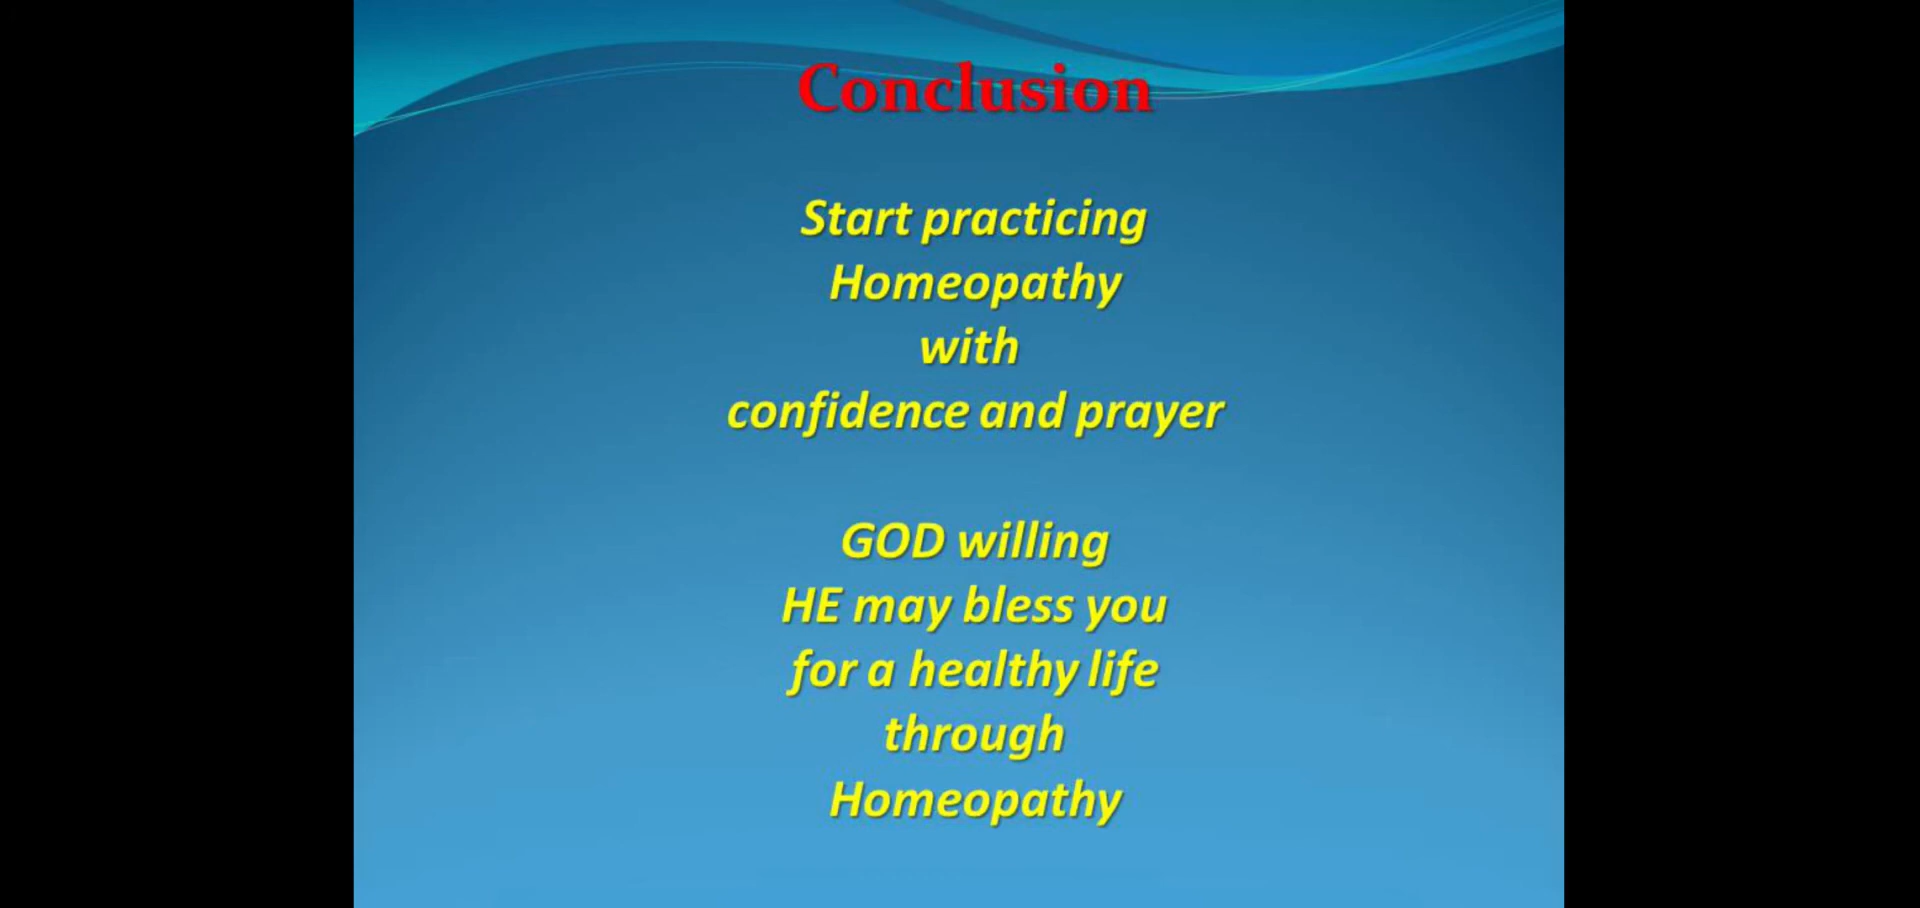 Conclusion
Start practicing
Homeopathy
with
confidence and prayer
GOD willing
HE may bless you
for a healthy life
through
Homeopathy